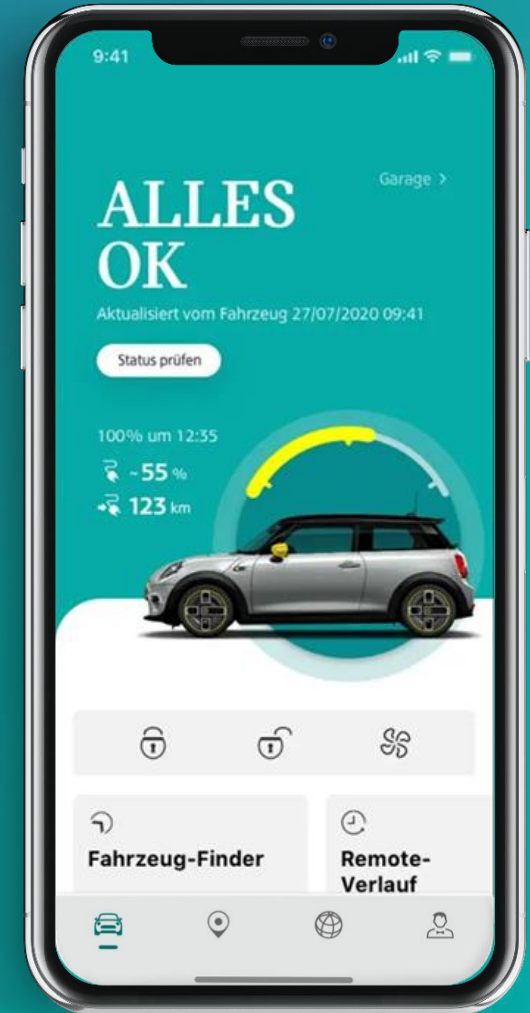 9:41
Garage >
ALLES
OK
Aktualisiert vom Fahrzeug 27/07/2020 09:41
Status prüfen
100% um 12:35
~55 %
123 km
Fahrzeug-Finder
Remote-
Verlauf